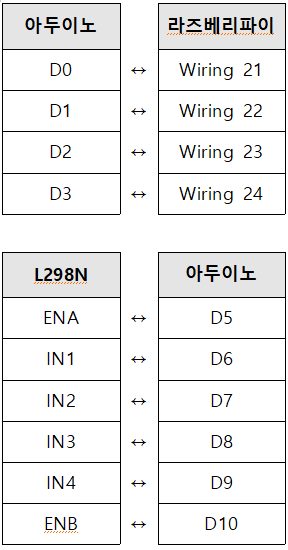 아두이노 라즈베리파이
D0 ↔ Wiring 21
D1 ↔ Wiring 22
D2 ↔ Wiring 23
D3 ↔ Wiring 24
L298N 아두이노
ENA ↔ D5
IN1 ↔ D6
IN2 ↔ D7
IN3 ↔ D8
IN4 ↔ D9
ENB ↔ D10